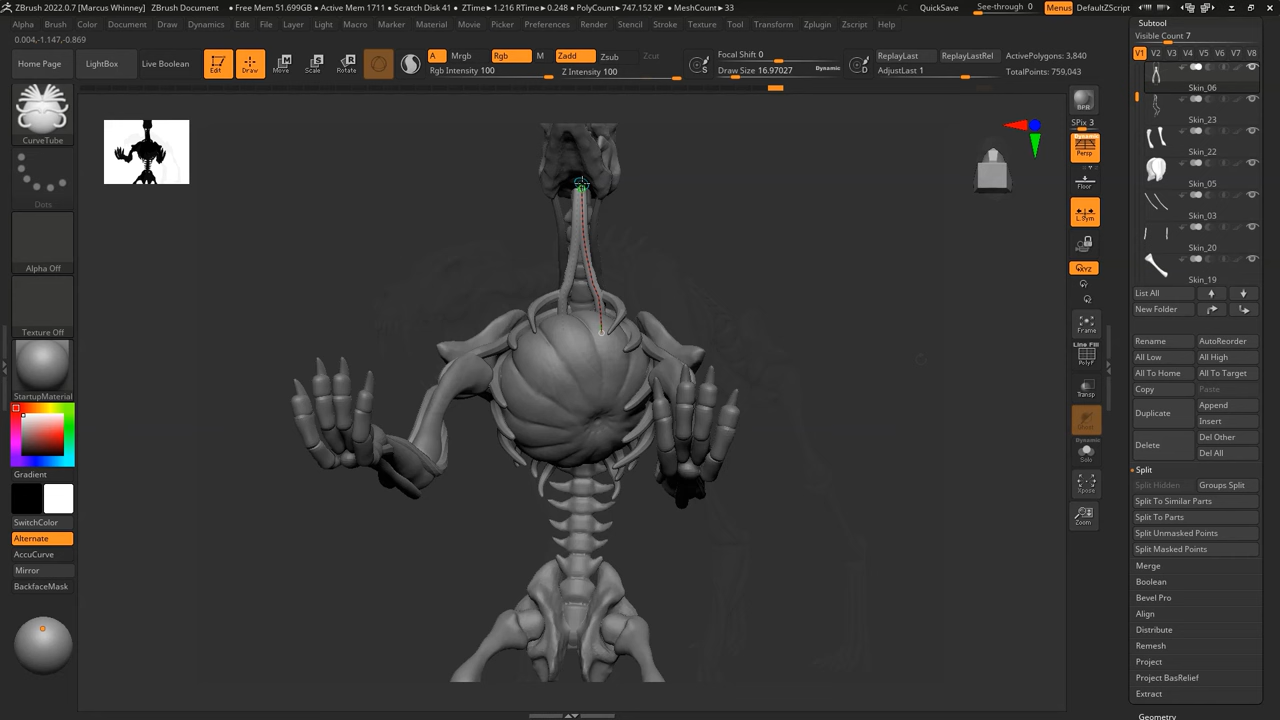 ZBrush 2022.0.7 [Marcus Whinney] ZBrush Document ● Free Mem 51.699GB ● Active Mem 1711 ● Scratch Disk 41 ● ZTime►1.216 RTime►0.248 ● PolyCount►747.152 KP ● MeshCount►33 AC QuickSave See-through 0 Menus DefaultZScript
Alpha Brush Color Document Draw Dynamics Edit File Layer Light Macro Marker Material Movie Picker Preferences Render Stencil Stroke Texture Tool Transform Zplugin Zscript Help
0.004,-1.147,-0.869
Home Page LightBox Live Boolean Edit Draw Move Scale Rotate
A Mrgb Rgb M Zadd Zsub Zcut
Rgb Intensity 100 Z Intensity 100
Focal Shift 0
Draw Size 16.97027 Dynamic
S D
ReplayLast ReplayLastRel
AdjustLast 1
ActivePolygons: 3,840
TotalPoints: 759,043
CurveTube
Dots
Alpha Off
Texture Off
StartupMaterial
Gradient
SwitchColor
Alternate
AccuCurve
Mirror
BackfaceMask
BPR
SPix 3
Dynamic
Persp
Floor
L.Sym
XYZ
Frame
Line Fill
PolyF
Transp
Ghost
Dynamic
Solo
Xpose
Zoom
Subtool
Visible Count 7
V1 V2 V3 V4 V5 V6 V7 V8
Skin_06
Skin_23
Skin_22
Skin_05
Skin_03
Skin_20
Skin_19
List All
New Folder
Rename AutoReorder
All Low All High
All To Home All To Target
Copy Paste
Duplicate Append
Insert
Delete Del Other
Del All
Split
Split Hidden Groups Split
Split To Similar Parts
Split To Parts
Split Unmasked Points
Split Masked Points
Merge
Boolean
Bevel Pro
Align
Distribute
Remesh
Project
Project BasRelief
Extract
Geometry